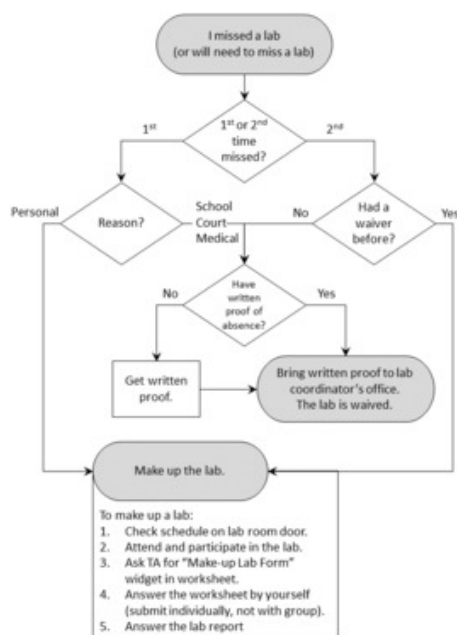 I missed a lab
(or will need to miss a lab)
1st
1st or 2nd
time
missed?
2nd
Personal
Reason?
School
Court
Medical
No
Had a
waiver
before?
Yes
No
Have
written
proof of
absence?
Yes
Get written
proof.
Bring written proof to lab
coordinator's office.
The lab is waived.
Make up the lab.
To make up a lab:
1. Check schedule on lab room door.
2. Attend and participate in the lab.
3. Ask TA for "Make-up Lab Form"
widget in worksheet.
4. Answer the worksheet by yourself
(submit individually, not with group).
5. Answer the lab report